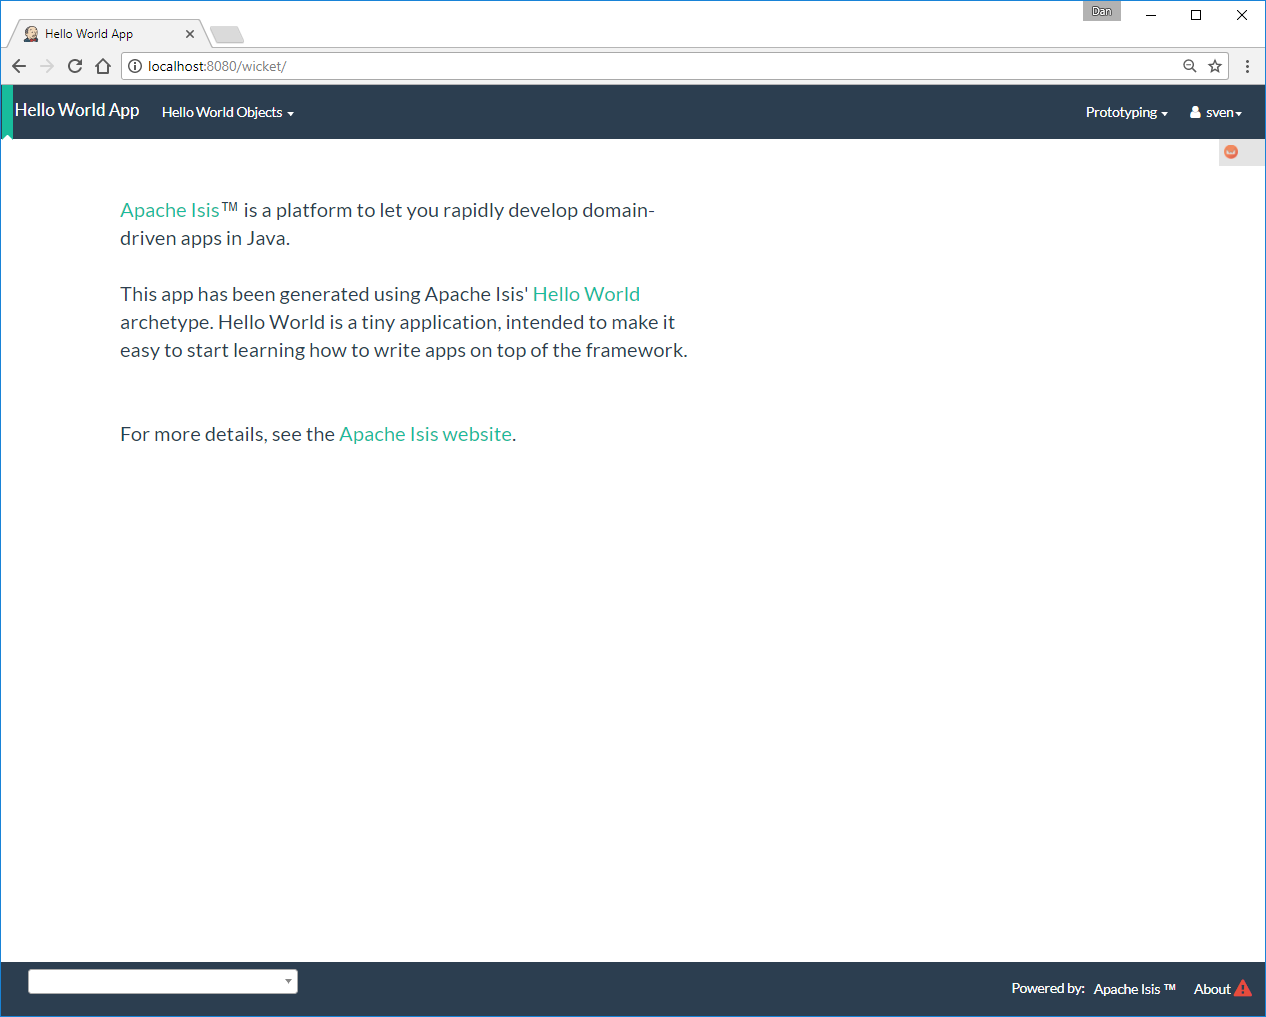 Dan
Hello World App
localhost:8080/wicket/
Hello World App Hello World Objects Prototyping sven
Apache Isis™ is a platform to let you rapidly develop domain-
driven apps in Java.
This app has been generated using Apache Isis' Hello World
archetype. Hello World is a tiny application, intended to make it
easy to start learning how to write apps on top of the framework.
For more details, see the Apache Isis website.
Powered by: Apache Isis ™ About